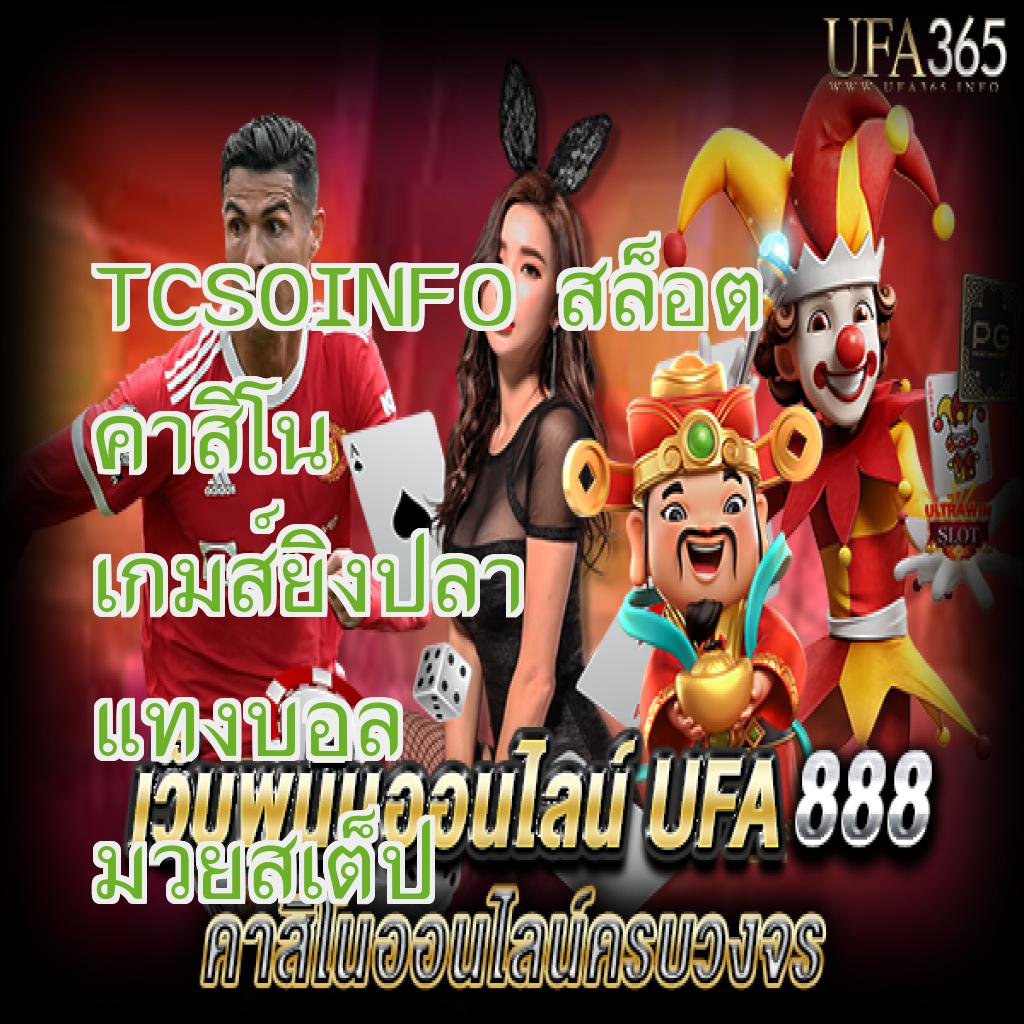 UFA365
WWW.UFA365.INFO
TCSOINFO สล็อต
คาสิโน
เกมส์ยิงปลา
แทงบอล
มวยสเต็ป
เว็บพนันออนไลน์ UFA 888
คาสิโนออนไลน์ครบวงจร
PG
ULTRAWIN
SLOT
A